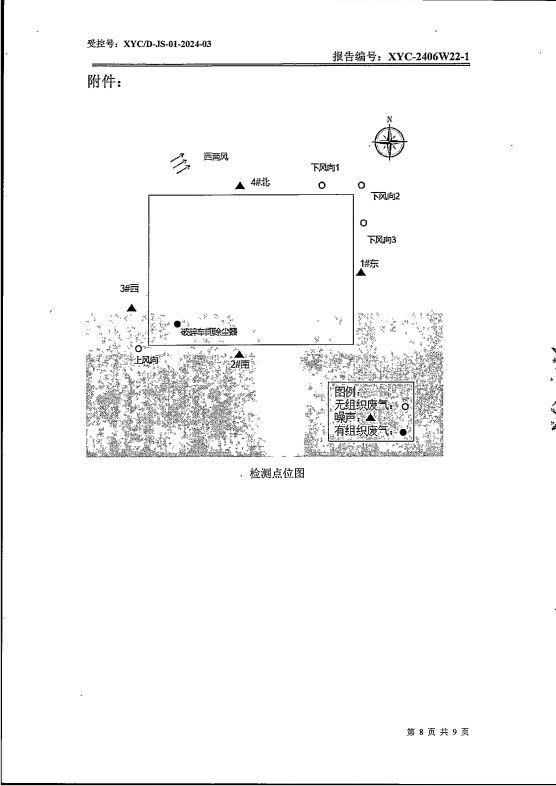 受控号：XYC/D-JS-01-2024-03
报告编号：XYC-2406W22-1
附件：
N
西南风
4#北
下风向1
下风向2
下风向3
1#东
3#西
破碎车间除尘器
上风向
2#南
图例：
无组织废气：
噪声：
有组织废气：
检测点位图
第 8 页 共 9 页